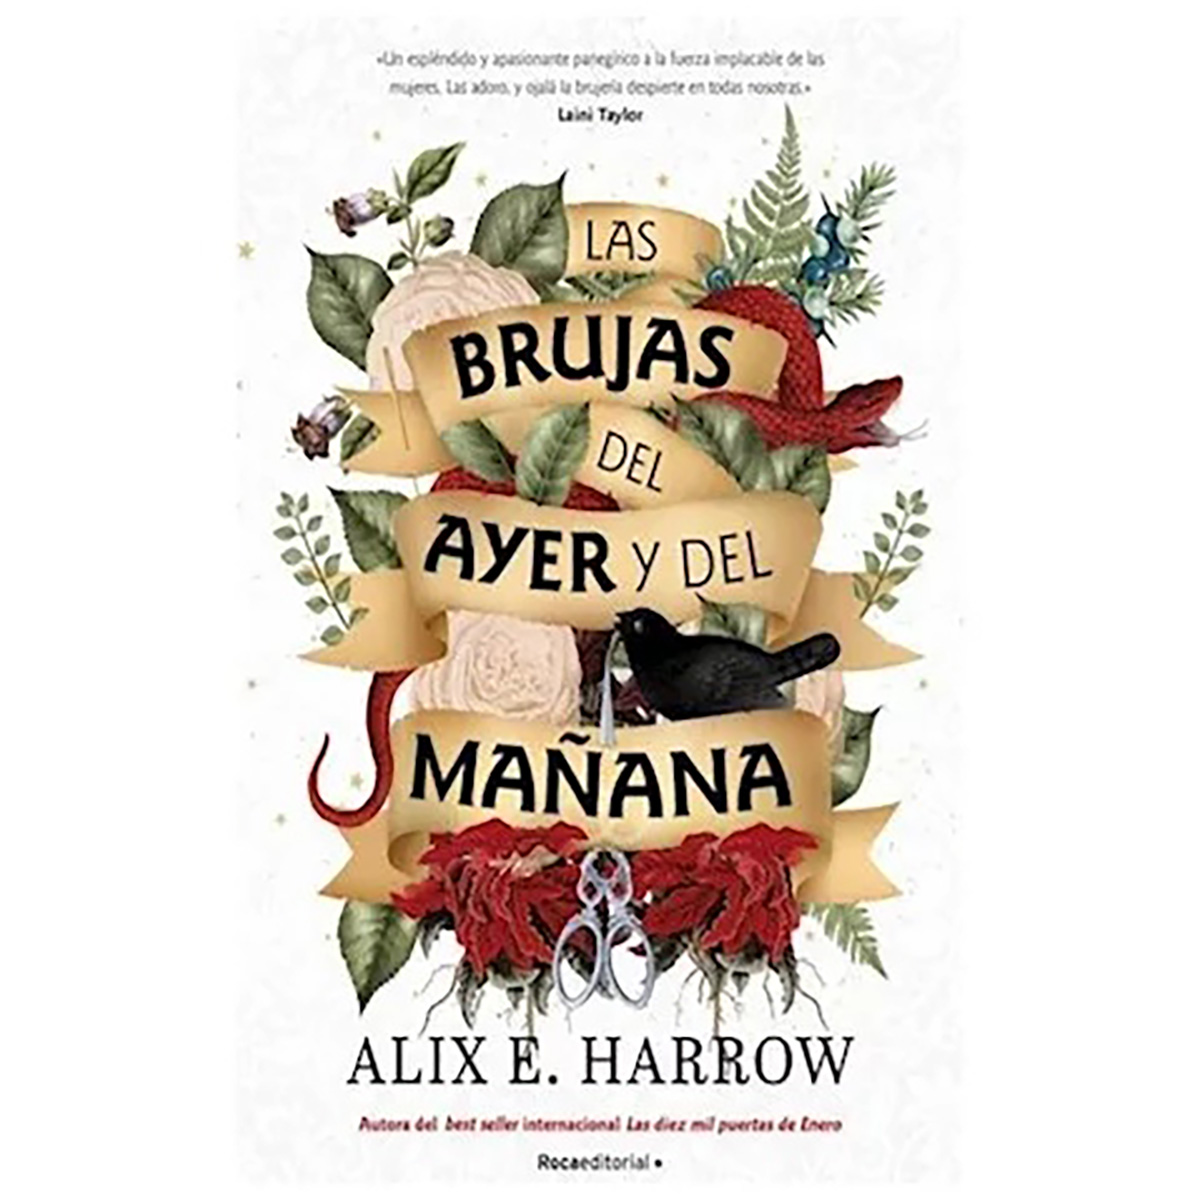 «Un espléndido y apasionante panegírico a la fuerza implacable de las
mujeres. Las adoro, y ojalá la brujería despierte en todas nosotras.»
Laini Taylor
LAS
BRUJAS
DEL
AYER Y DEL
MAÑANA
ALIX E. HARROW
Autora del best seller internacional Las diez mil puertas de Enero
Rocaeditorial